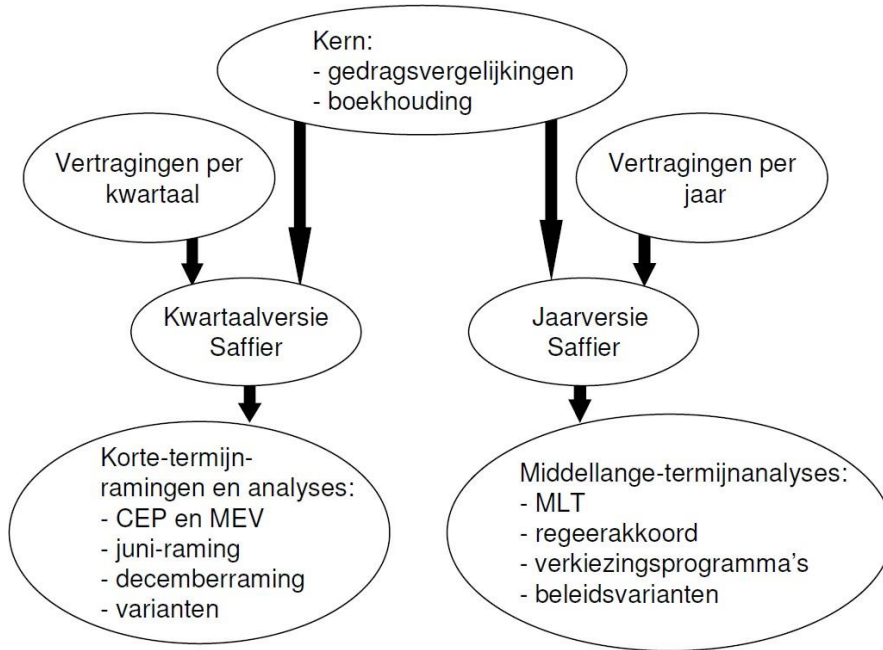 Kern:
- gedragsvergelijkingen
- boekhouding
Vertragingen per
kwartaal
Vertragingen per
jaar
Kwartaalversie
Saffier
Jaarversie
Saffier
Korte-termijn-
ramingen en analyses:
- CEP en MEV
- juni-raming
- decemberraming
- varianten
Middellange-termijnanalyses:
- MLT
- regeerakkoord
- verkiezingsprogramma's
- beleidsvarianten